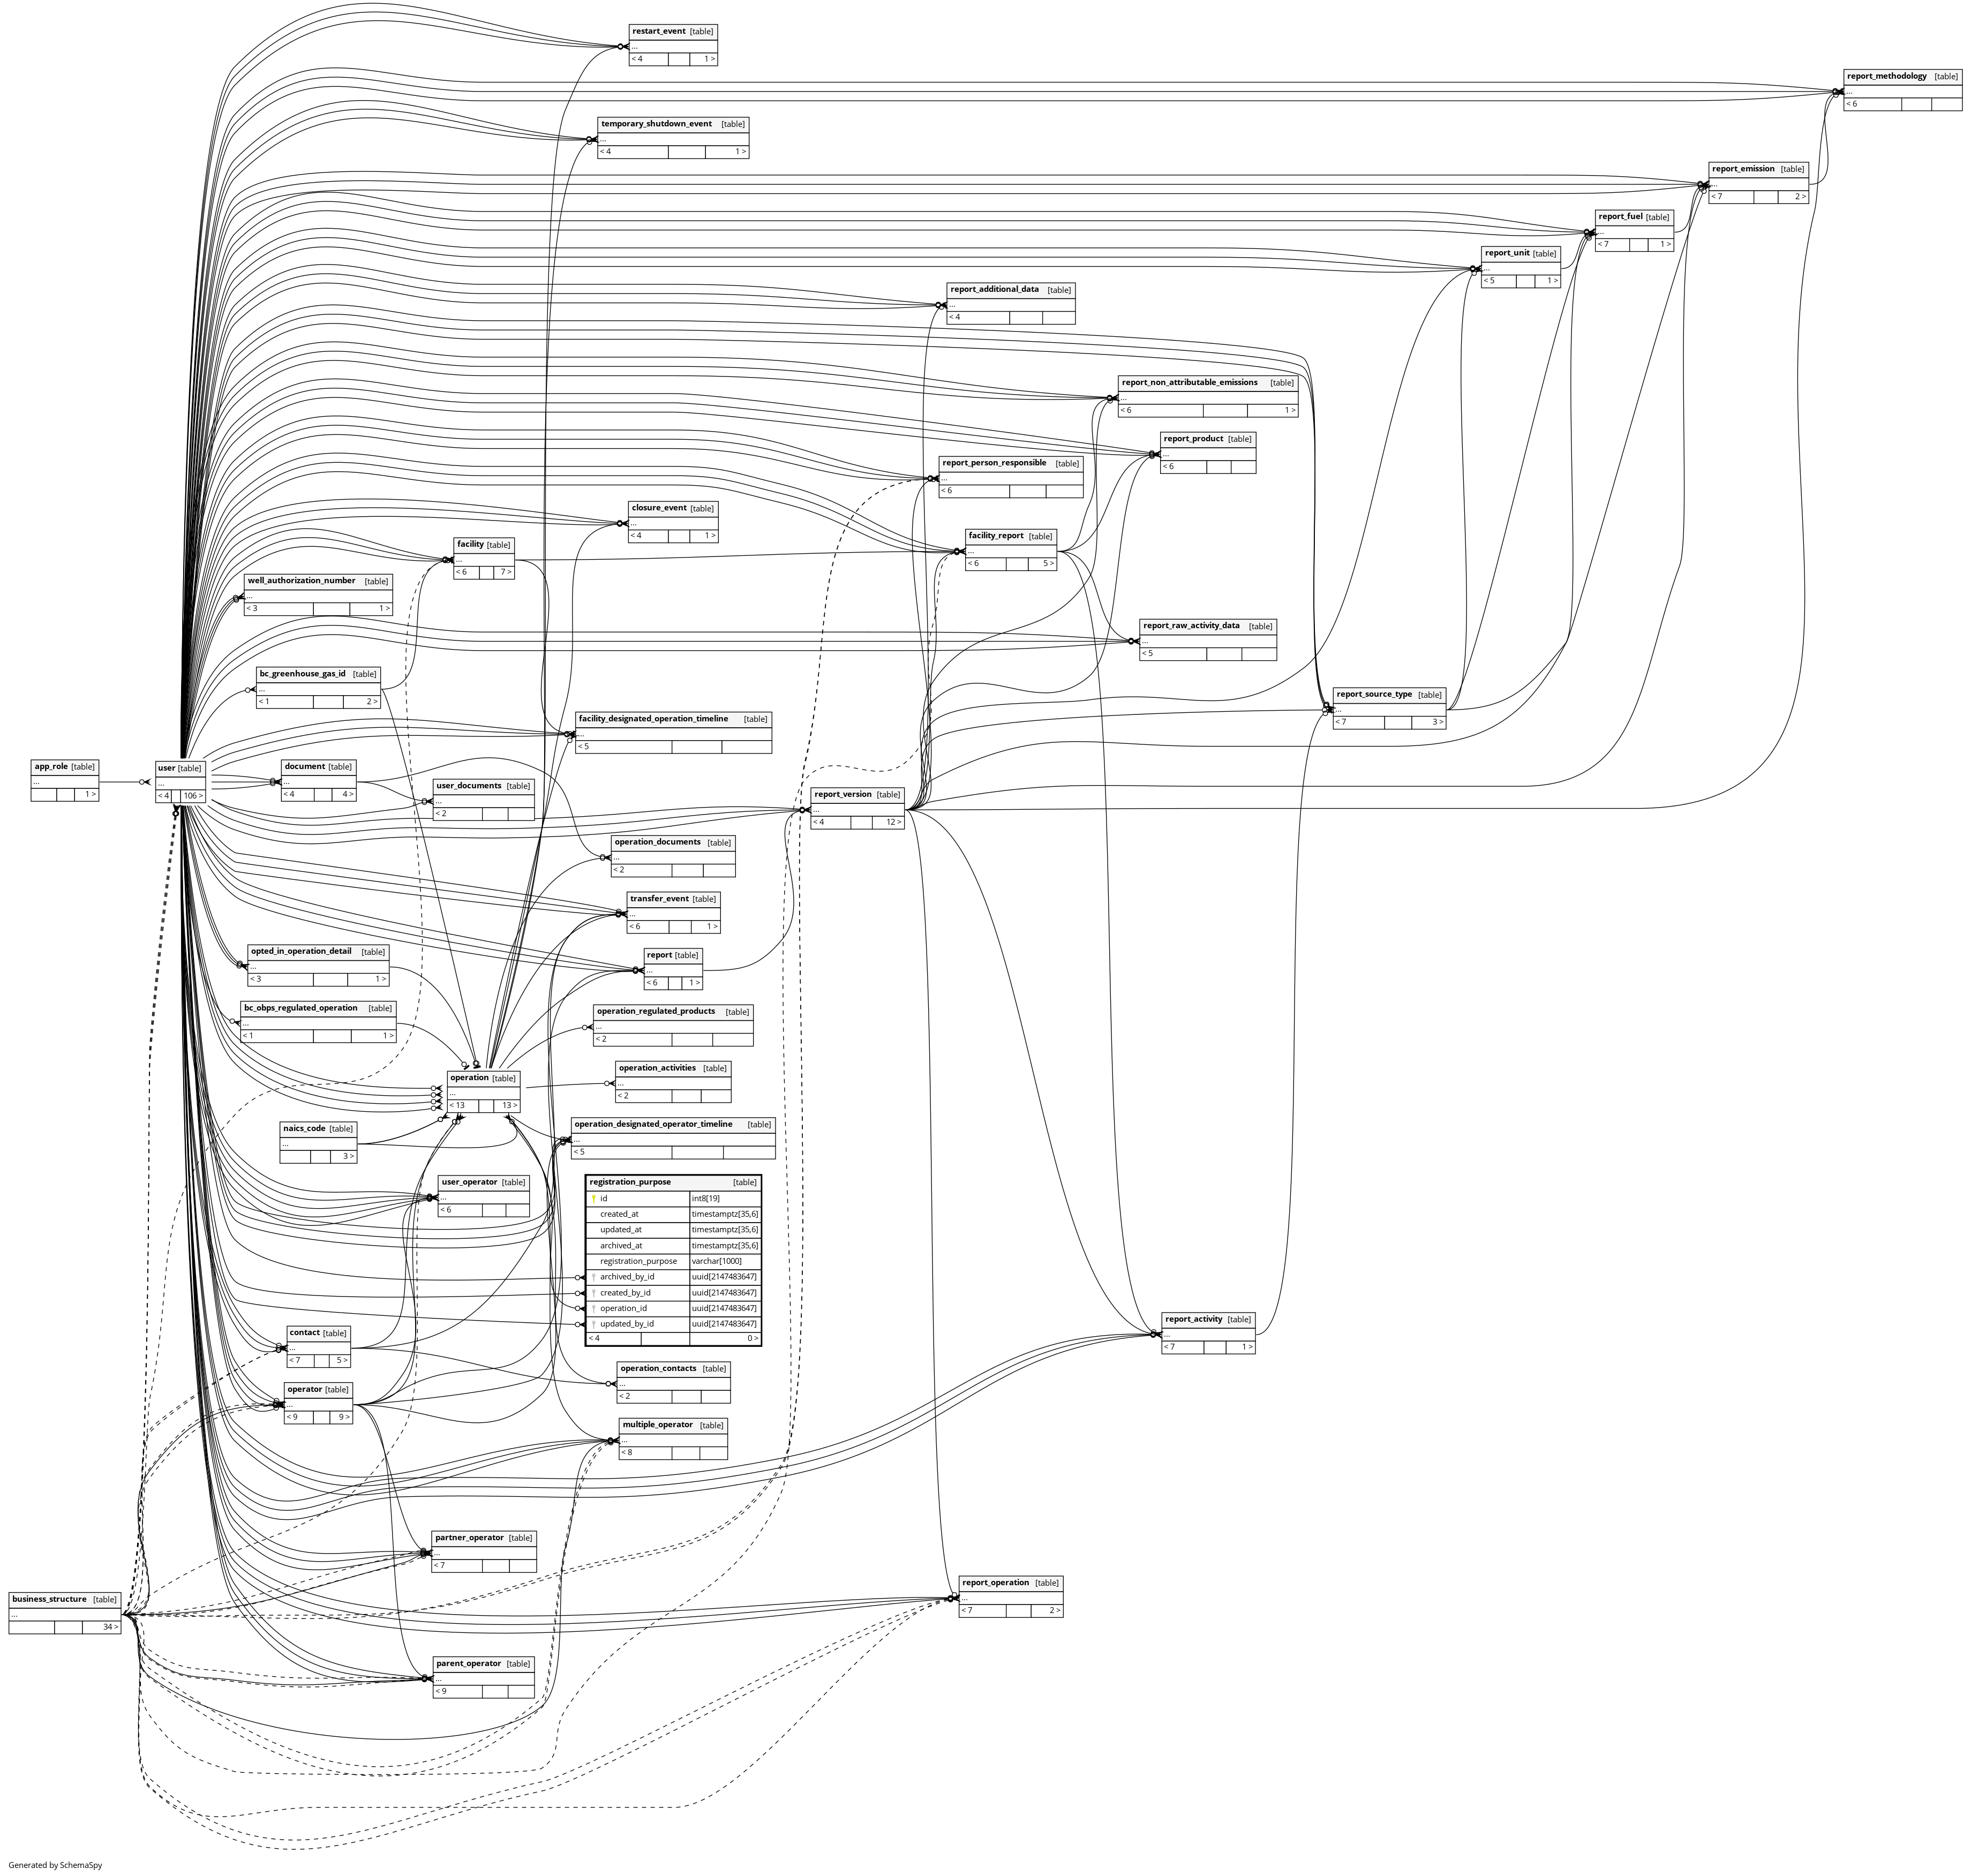 restart_event [table]
...
< 4 1 >
report_methodology [table]
...
< 6
temporary_shutdown_event [table]
...
< 4 1 >
report_emission [table]
...
< 7 2 >
report_fuel [table]
...
< 7 1 >
report_unit [table]
...
< 5 1 >
report_additional_data [table]
...
< 4
report_non_attributable_emissions [table]
...
< 6 1 >
report_product [table]
...
< 6
report_person_responsible [table]
...
< 6
closure_event [table]
...
< 4 1 >
facility_report [table]
...
< 6 5 >
facility [table]
...
< 6 7 >
well_authorization_number [table]
...
< 3 1 >
report_raw_activity_data [table]
...
< 5
bc_greenhouse_gas_id [table]
...
< 1 2 >
report_source_type [table]
...
< 7 3 >
facility_designated_operation_timeline [table]
...
< 5
app_role [table]
...
1 >
user [table]
...
< 4 106 >
document [table]
...
< 4 4 >
user_documents [table]
...
< 2
report_version [table]
...
< 4 12 >
operation_documents [table]
...
< 2
transfer_event [table]
...
< 6 1 >
opted_in_operation_detail [table]
...
< 3 1 >
report [table]
...
< 6 1 >
bc_obps_regulated_operation [table]
...
< 1 1 >
operation_regulated_products [table]
...
< 2
operation [table]
...
< 13 13 >
operation_activities [table]
...
< 2
naics_code [table]
...
3 >
operation_designated_operator_timeline [table]
...
< 5
user_operator [table]
...
< 6
registration_purpose [table]
id int8[19]
created_at timestamptz[35,6]
updated_at timestamptz[35,6]
archived_at timestamptz[35,6]
registration_purpose varchar[1000]
archived_by_id uuid[2147483647]
created_by_id uuid[2147483647]
operation_id uuid[2147483647]
updated_by_id uuid[2147483647]
< 4 0 >
report_activity [table]
...
< 7 1 >
contact [table]
...
< 7 5 >
operation_contacts [table]
...
< 2
operator [table]
...
< 9 9 >
multiple_operator [table]
...
< 8
partner_operator [table]
...
< 7
report_operation [table]
...
< 7 2 >
business_structure [table]
...
34 >
parent_operator [table]
...
< 9
Generated by SchemaSpy